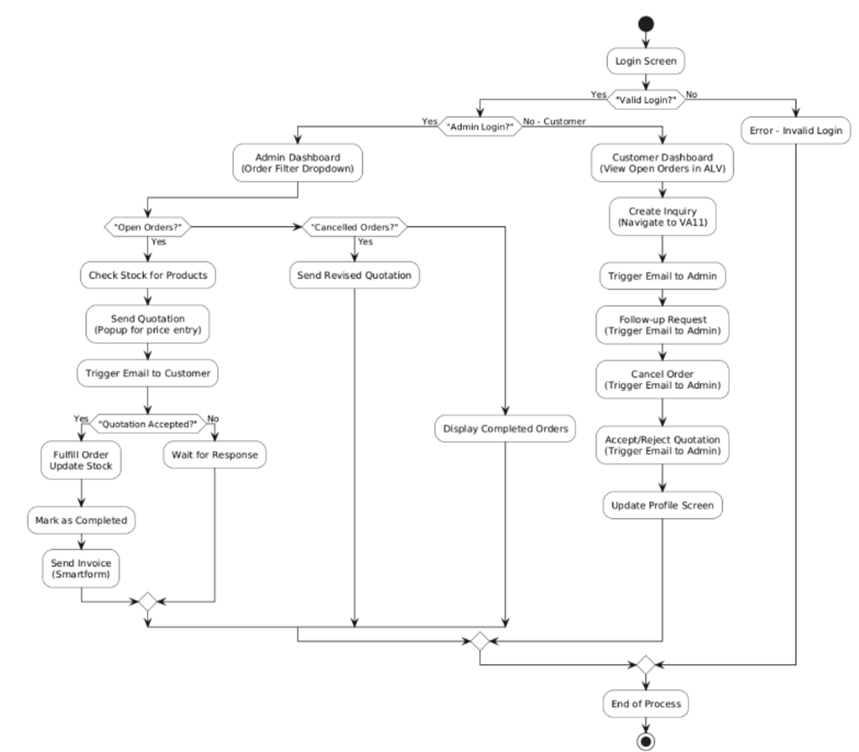 Login Screen
Yes
"Valid Login?"
No
Yes
"Admin Login?"
No - Customer
Error - Invalid Login
Admin Dashboard
(Order Filter Dropdown)
Customer Dashboard
(View Open Orders in ALV)
"Open Orders?"
Yes
"Cancelled Orders?"
Yes
Create Inquiry
(Navigate to VA11)
Check Stock for Products
Send Revised Quotation
Trigger Email to Admin
Send Quotation
(Popup for price entry)
Follow-up Request
(Trigger Email to Admin)
Trigger Email to Customer
Cancel Order
(Trigger Email to Admin)
Yes
"Quotation Accepted?"
No
Display Completed Orders
Accept/Reject Quotation
(Trigger Email to Admin)
Fulfill Order
Update Stock
Wait for Response
Update Profile Screen
Mark as Completed
Send Invoice
(Smartform)
End of Process